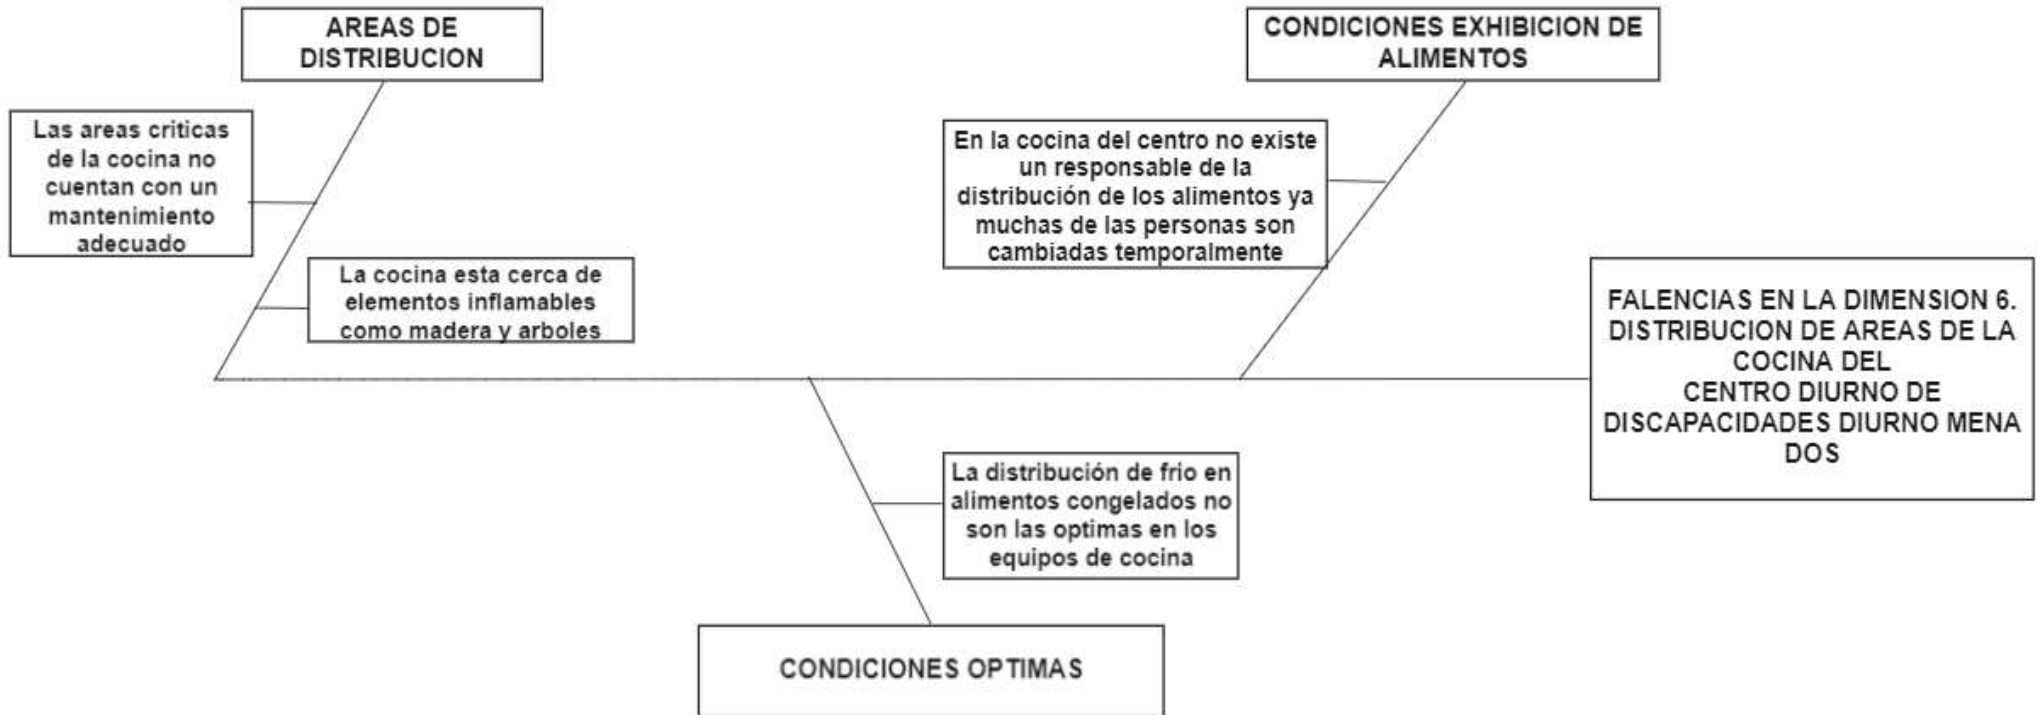 AREAS DE
DISTRIBUCION
CONDICIONES EXHIBICION DE
ALIMENTOS
Las areas criticas
de la cocina no
cuentan con un
mantenimiento
adecuado
En la cocina del centro no existe
un responsable de la
distribución de los alimentos ya
muchas de las personas son
cambiadas temporalmente
La cocina esta cerca de
elementos inflamables
como madera y arboles
FALENCIAS EN LA DIMENSION 6.
DISTRIBUCION DE AREAS DE LA
COCINA DEL
CENTRO DIURNO DE
DISCAPACIDADES DIURNO MENA
DOS
La distribución de frio en
alimentos congelados no
son las optimas en los
equipos de cocina
CONDICIONES OPTIMAS